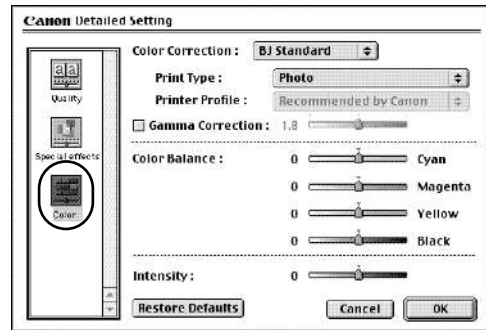 Canon Detailed Setting
a a
Quality
Special effects
Color
Color Correction : BJ Standard
Print Type : Photo
Printer Profile : Recommended by Canon
Gamma Correction : 1.8
Color Balance : 0 Cyan
0 Magenta
0 Yellow
0 Black
Intensity : 0
Restore Defaults Cancel OK